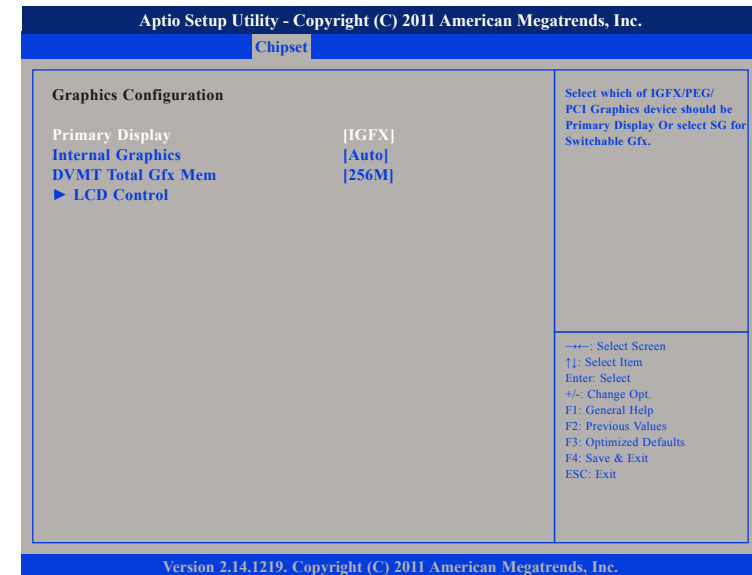 Aptio Setup Utility - Copyright (C) 2011 American Megatrends, Inc.
Chipset
Graphics Configuration
Primary Display [IGFX]
Internal Graphics [Auto]
DVMT Total Gfx Mem [256M]
► LCD Control
Select which of IGFX/PEG/
PCI Graphics device should be
Primary Display Or select SG for
Switchable Gfx.
→←: Select Screen
↑↓: Select Item
Enter: Select
+/-: Change Opt.
F1: General Help
F2: Previous Values
F3: Optimized Defaults
F4: Save & Exit
ESC: Exit
Version 2.14.1219. Copyright (C) 2011 American Megatrends, Inc.